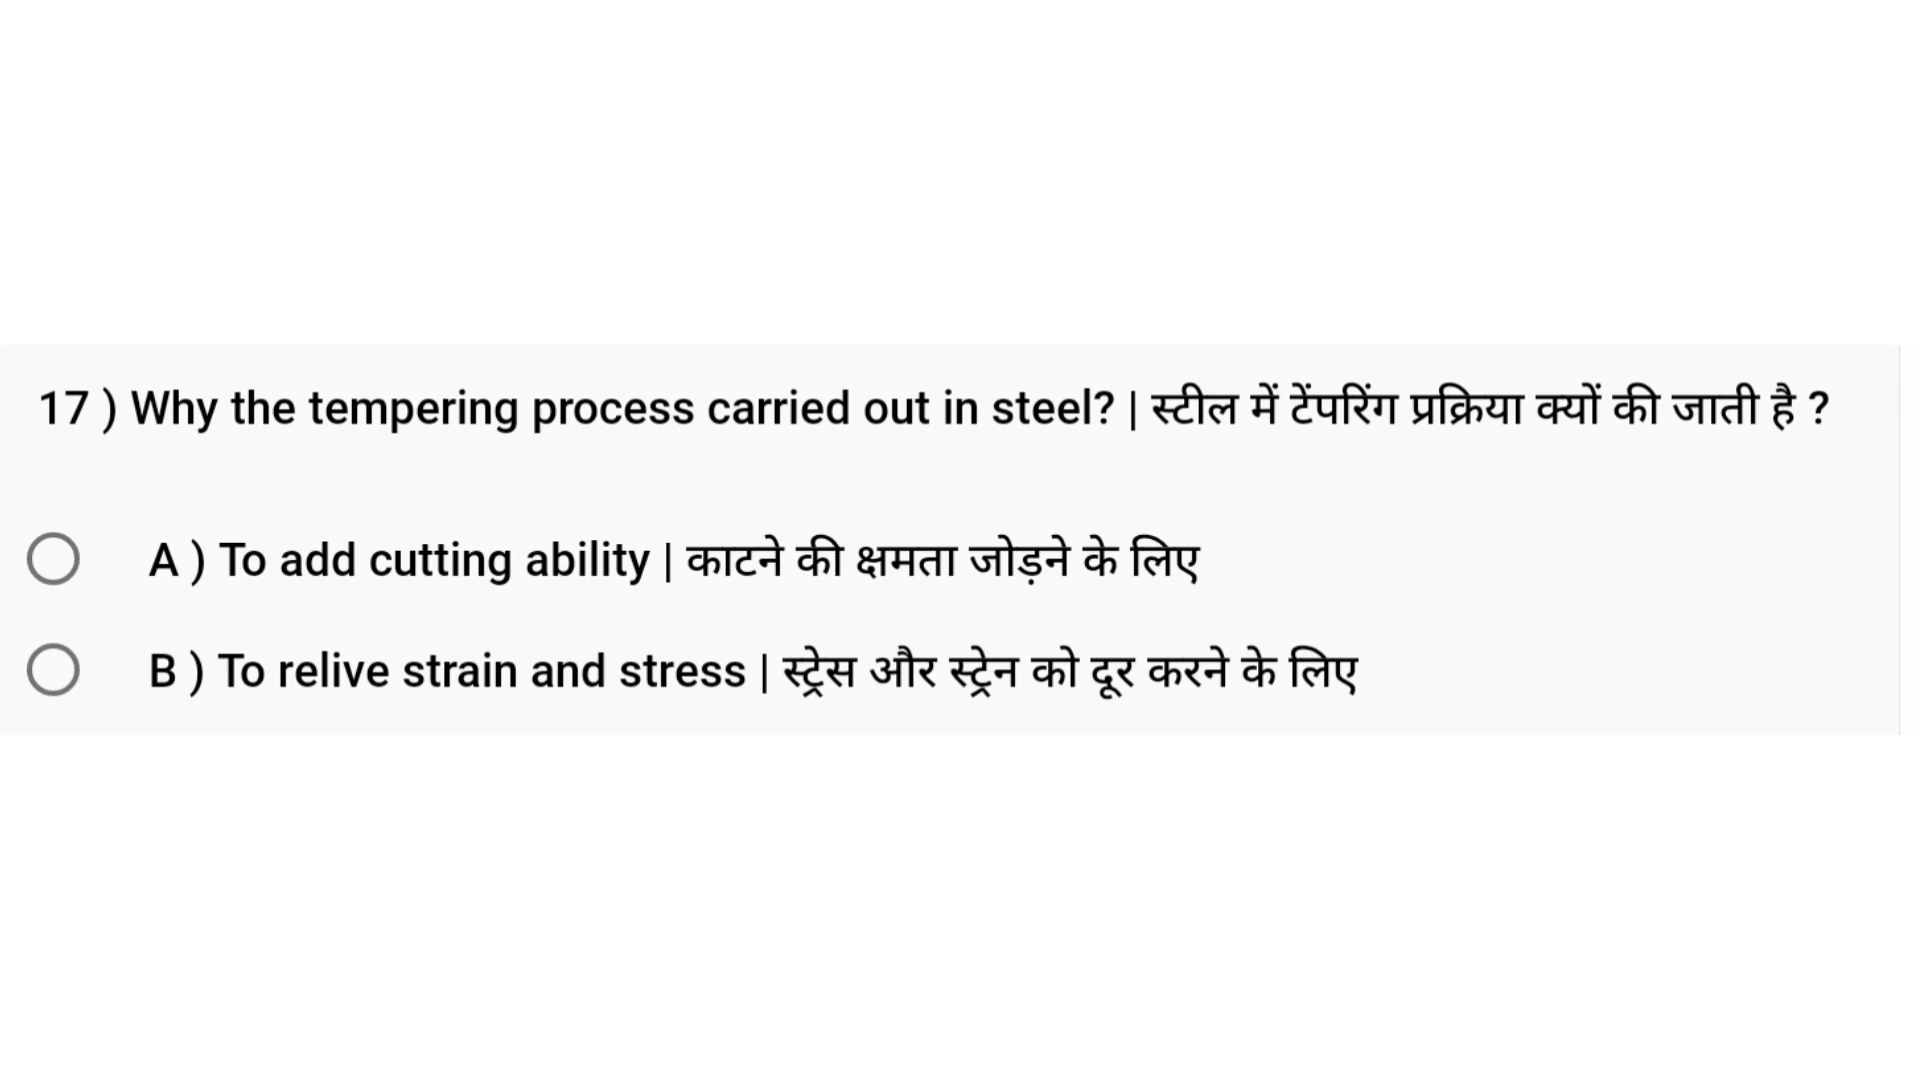 17 ) Why the tempering process carried out in steel? | स्टील में टेंपरिंग प्रक्रिया क्यों की जाती है ?
A ) To add cutting ability | काटने की क्षमता जोड़ने के लिए
B ) To relive strain and stress | स्ट्रेस और स्ट्रेन को दूर करने के लिए